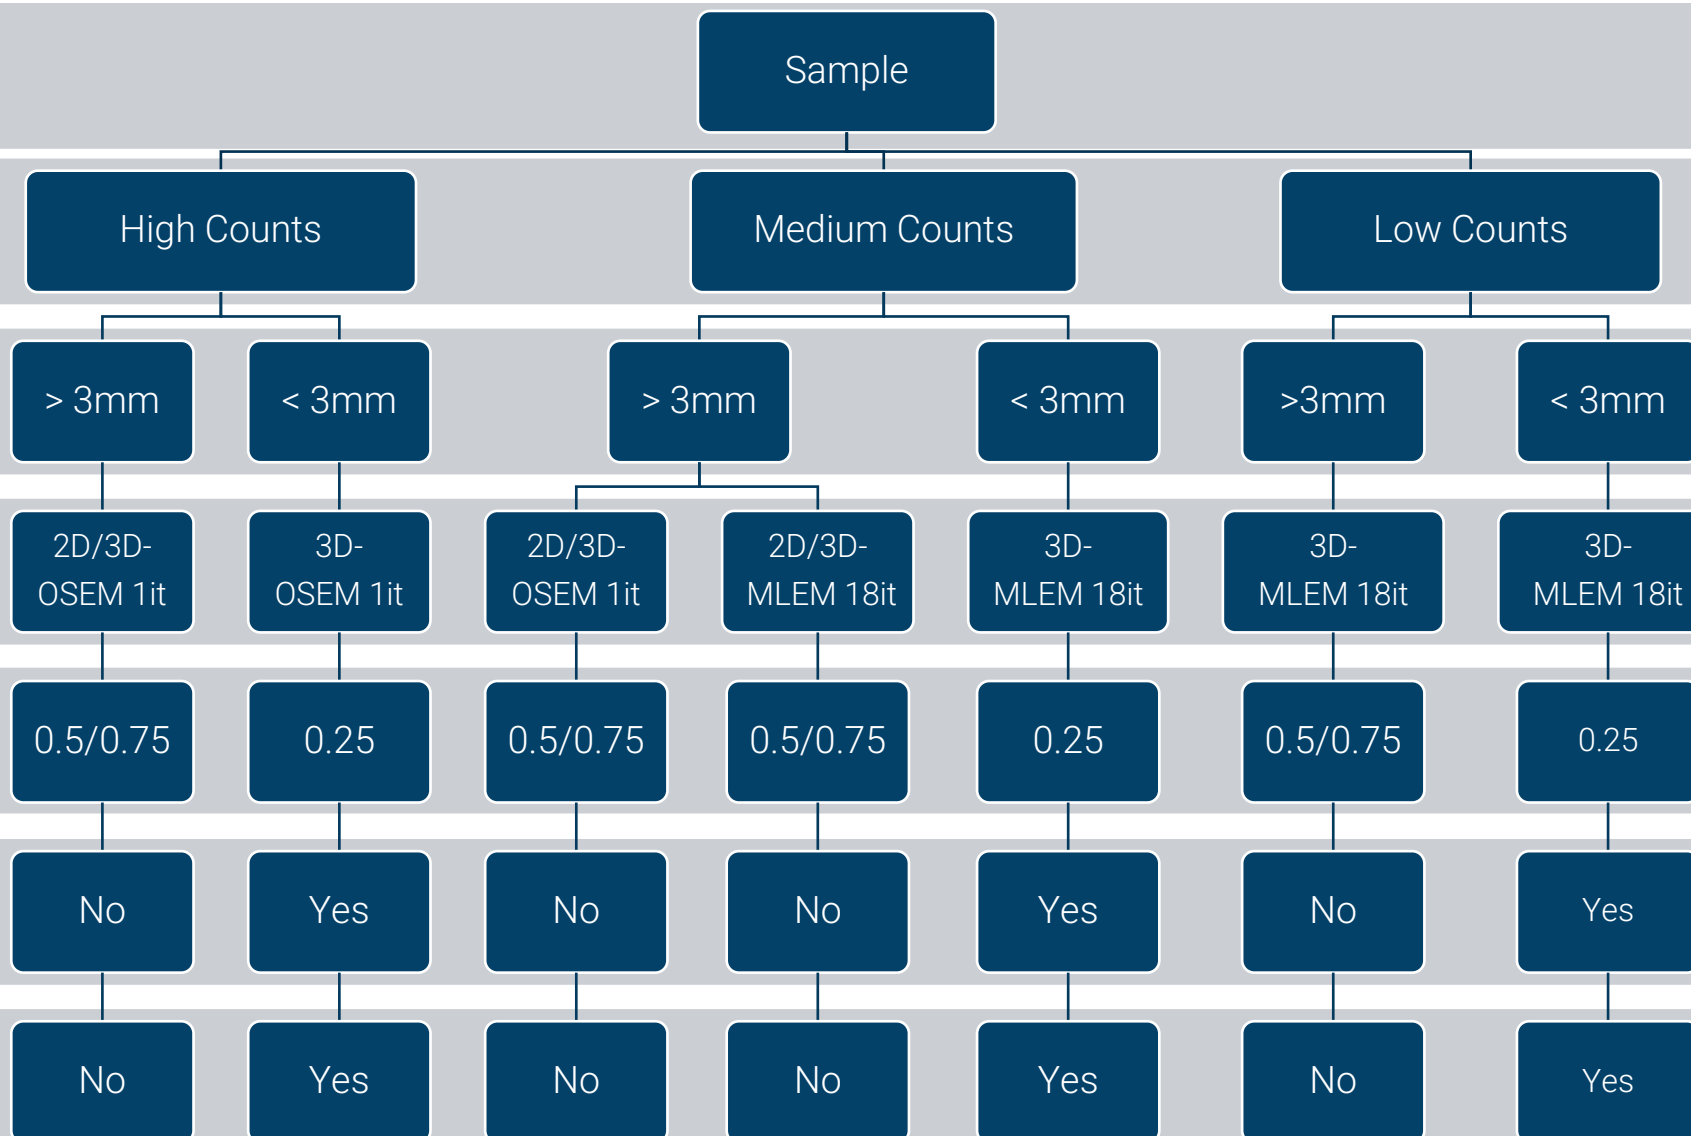 Sample
High Counts
Medium Counts
Low Counts
> 3mm
< 3mm
> 3mm
< 3mm
>3mm
< 3mm
2D/3D-
OSEM 1it
3D-
OSEM 1it
2D/3D-
OSEM 1it
2D/3D-
MLEM 18it
3D-
MLEM 18it
3D-
MLEM 18it
3D-
MLEM 18it
0.5/0.75
0.25
0.5/0.75
0.5/0.75
0.25
0.5/0.75
0.25
No
Yes
No
No
Yes
No
Yes
No
Yes
No
No
Yes
No
Yes